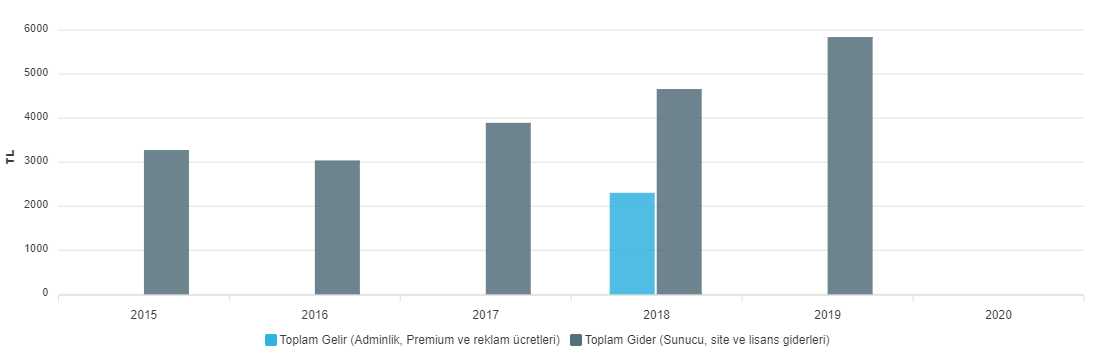 6000
5000
4000
3000
2000
1000
0
TL
2015 2016 2017 2018 2019 2020
Toplam Gelir (Adminlik, Premium ve reklam ücretleri) Toplam Gider (Sunucu, site ve lisans giderleri)